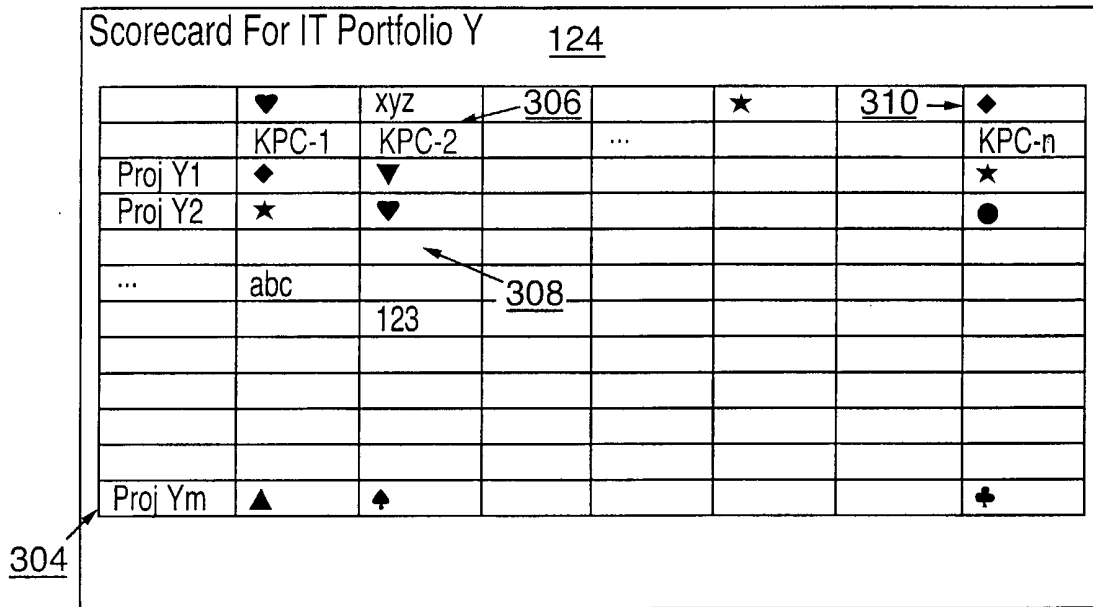 Scorecard For IT Portfolio Y 124
♥ xyz 306 ★ 310 ♦
KPC-1 KPC-2 ... KPC-n
Proj Y1 ♦ ▼ ★
Proj Y2 ★ ♥ ●
... abc 308
123
Proj Ym ▲ ♠ ♣
304